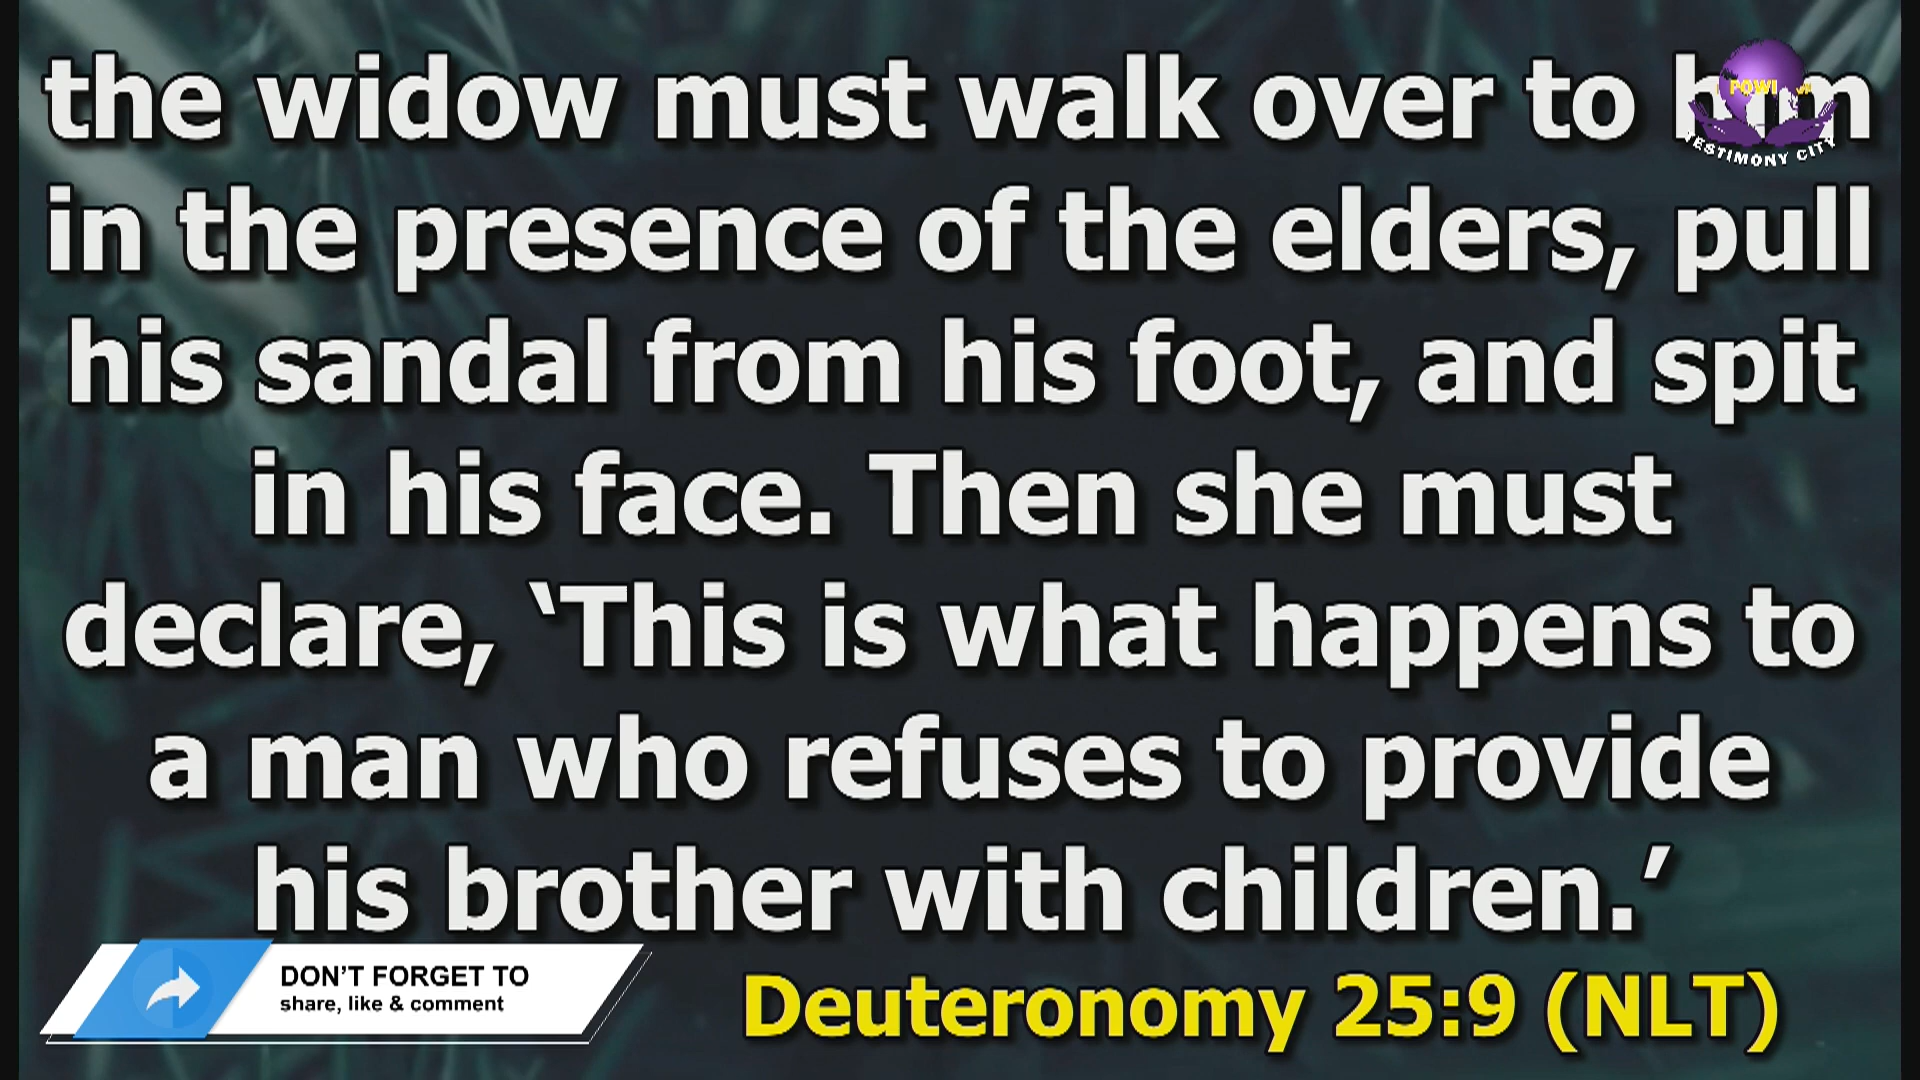 the widow must walk over to him
in the presence of the elders, pull
his sandal from his foot, and spit
in his face. Then she must
declare, ‘This is what happens to
a man who refuses to provide
his brother with children.’
Deuteronomy 25:9 (NLT)
DON’T FORGET TO
share, like & comment
POWI
TESTIMONY CITY